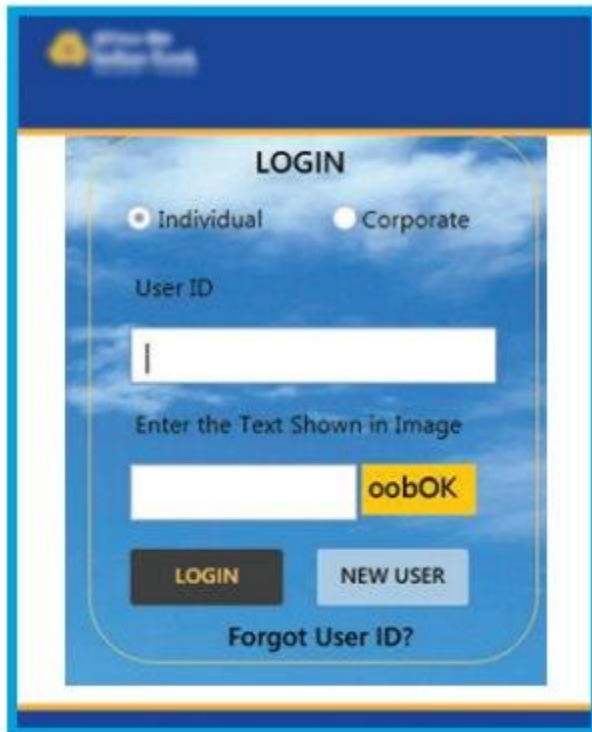 LOGIN
Individual Corporate
User ID
Enter the Text Shown in Image
oobOK
LOGIN NEW USER
Forgot User ID?